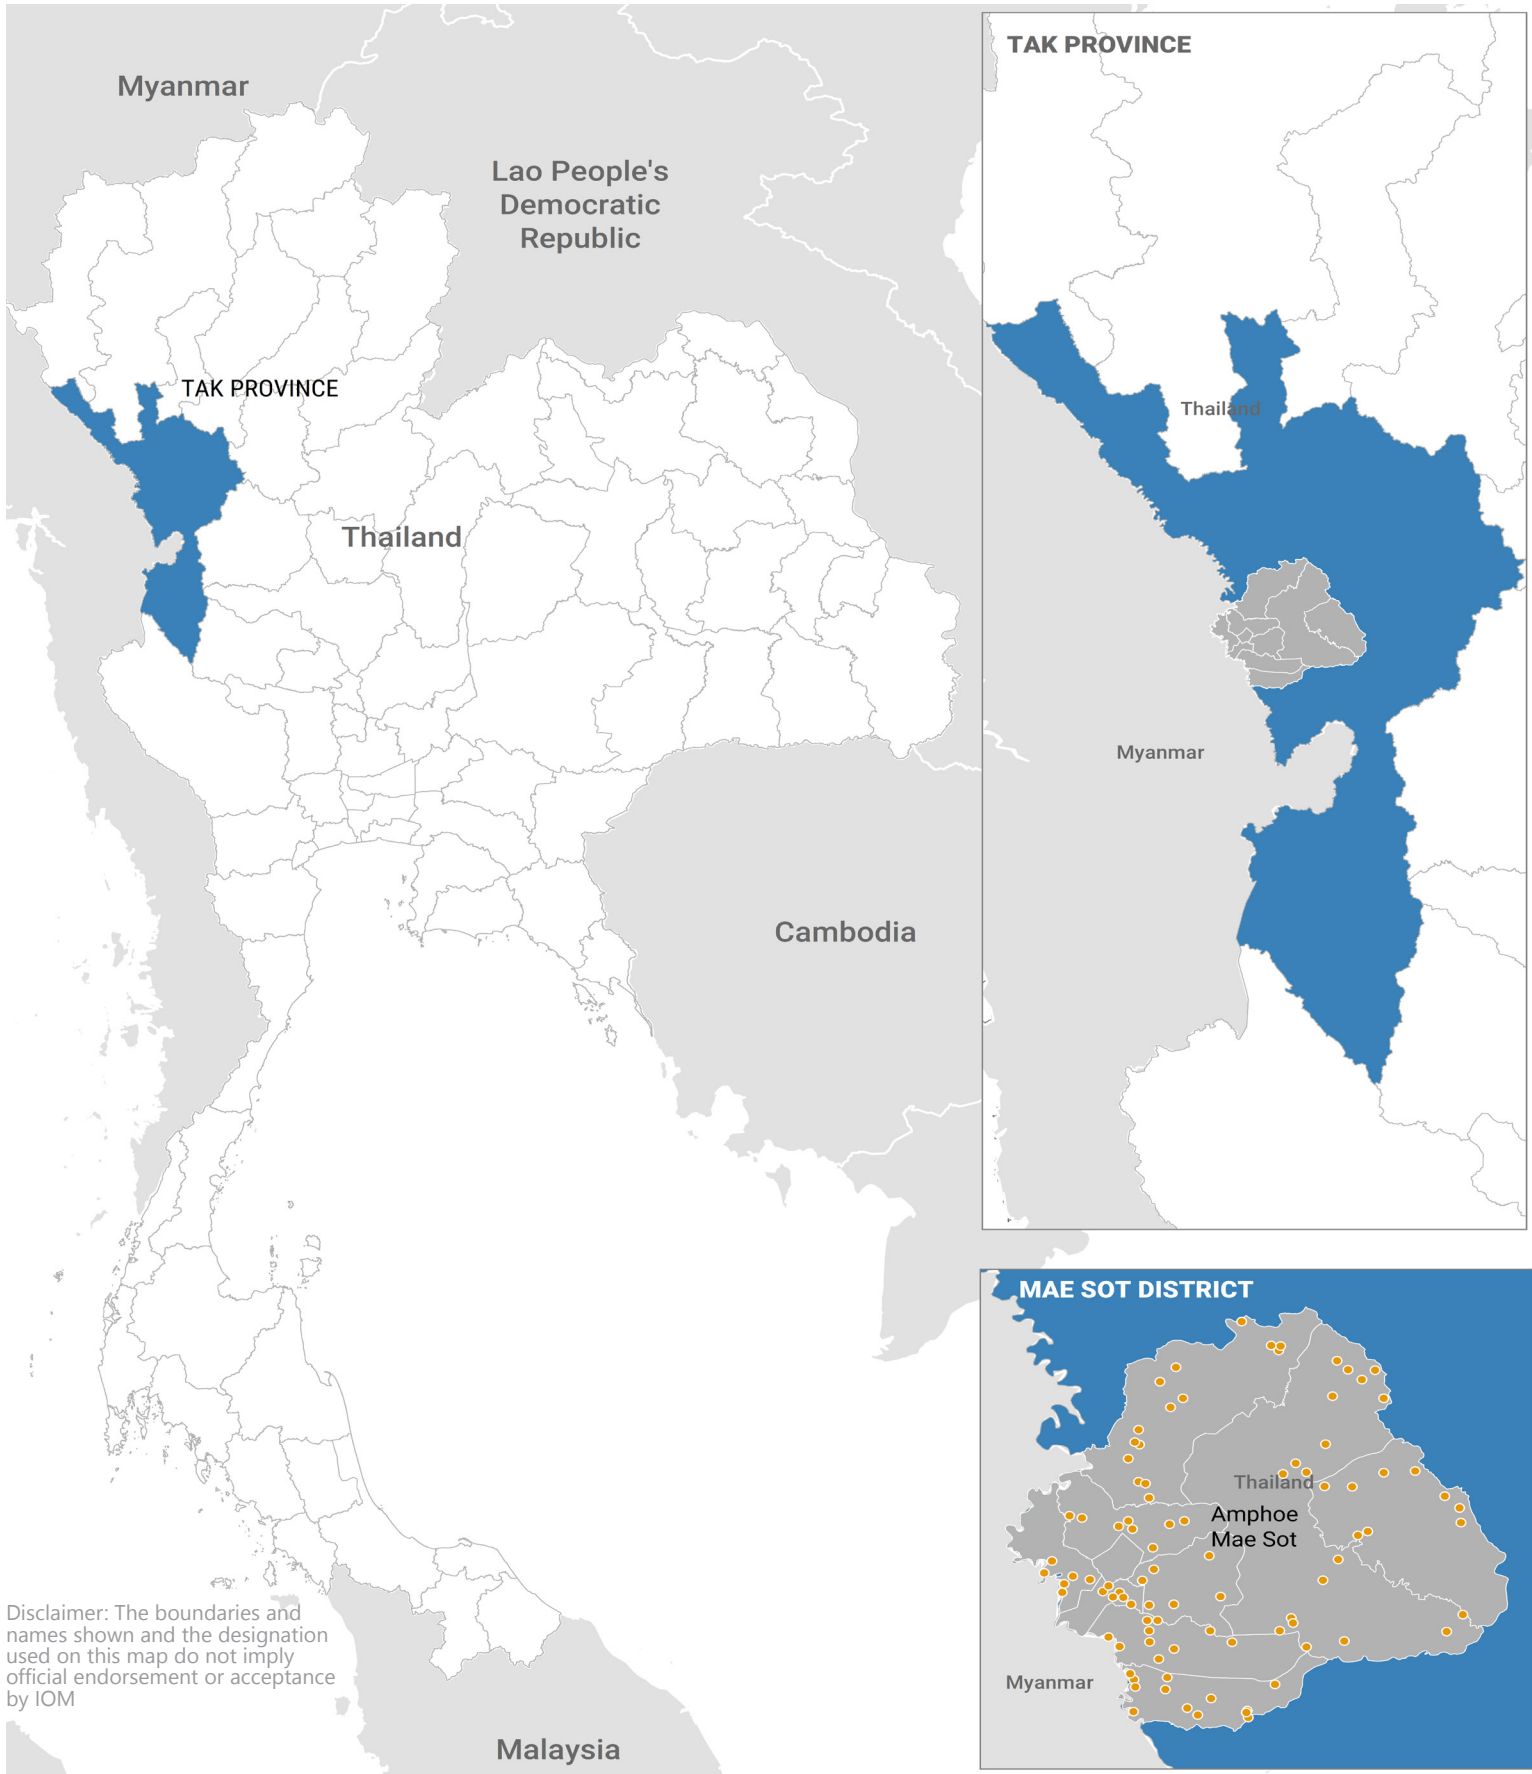 Myanmar
Lao People's
Democratic
Republic
TAK PROVINCE
Thailand
Cambodia
Malaysia
Disclaimer: The boundaries and
names shown and the designation
used on this map do not imply
official endorsement or acceptance
by IOM
TAK PROVINCE
Thailand
Myanmar
MAE SOT DISTRICT
Thailand
Amphoe
Mae Sot
Myanmar